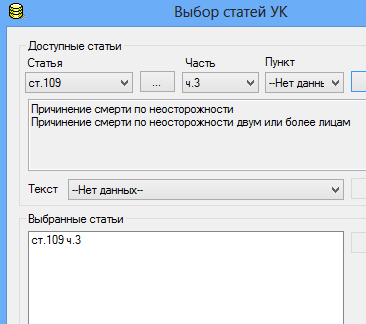 Выбор статей УК
Доступные статьи
Статья Часть Пункт
ст.109 ... ч.3 --Нет данны
Причинение смерти по неосторожности
Причинение смерти по неосторожности двум или более лицам
Текст --Нет данных--
Выбранные статьи
ст.109 ч.3